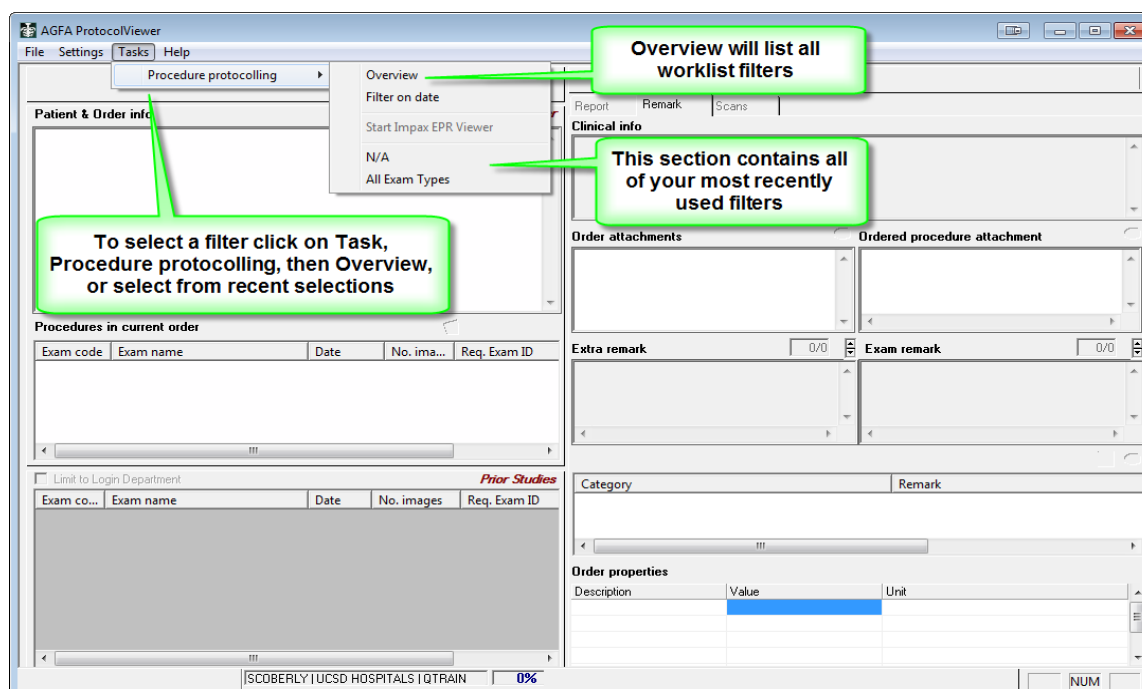 AGFA ProtocolViewer
File Settings Tasks Help
Procedure protocolling
Overview
Filter on date
Start Impax EPR Viewer
N/A
All Exam Types
Overview will list all
worklist filters
This section contains all
of your most recently
used filters
To select a filter click on Task,
Procedure protocolling, then Overview,
or select from recent selections
Patient & Order info
Report Remark Scans
Clinical info
Order attachments Ordered procedure attachment
Procedures in current order
Exam code Exam name Date No. ima... Req. Exam ID
Extra remark 0/0 Exam remark 0/0
Limit to Login Department Prior Studies
Exam co... Exam name Date No. images Req. Exam ID
Category Remark
Order properties
Description Value Unit
SCOBERLY | UCSD HOSPITALS | QTRAIN 0% NUM